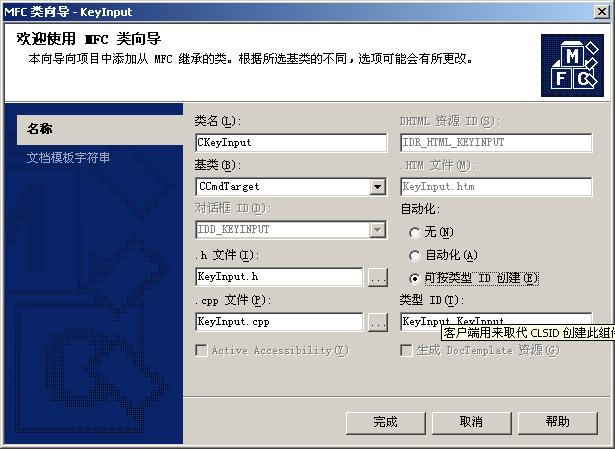 MFC 类向导 - KeyInput
欢迎使用 MFC 类向导
本向导向项目中添加从 MFC 继承的类。根据所选基类的不同，选项可能会有所更改。
M
F C
名称
文档模板字符串
类名(L):
CKeyInput
基类(B):
CCmdTarget
对话框 ID(D):
IDD_KEYINPUT
.h 文件(I):
KeyInput.h
...
.cpp 文件(P):
KeyInput.cpp
...
Active Accessibility(Y)
DHTML 资源 ID(S):
IDR_HTML_KEYINPUT
.HTM 文件(M):
KeyInput.htm
自动化:
无(N)
自动化(A)
可按类型 ID 创建(E)
类型 ID(T):
KeyInput.KeyInput
客户端用来取代 CLSID 创建此组件
生成 DocTemplate 资源(G)
完成
取消
帮助